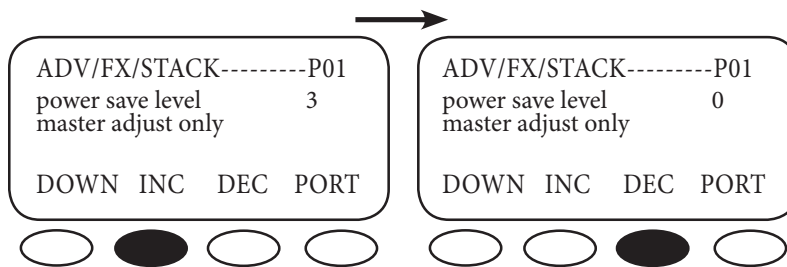 ADV/FX/STACK---------P01
power save level 3
master adjust only
DOWN INC DEC PORT
ADV/FX/STACK---------P01
power save level 0
master adjust only
DOWN INC DEC PORT